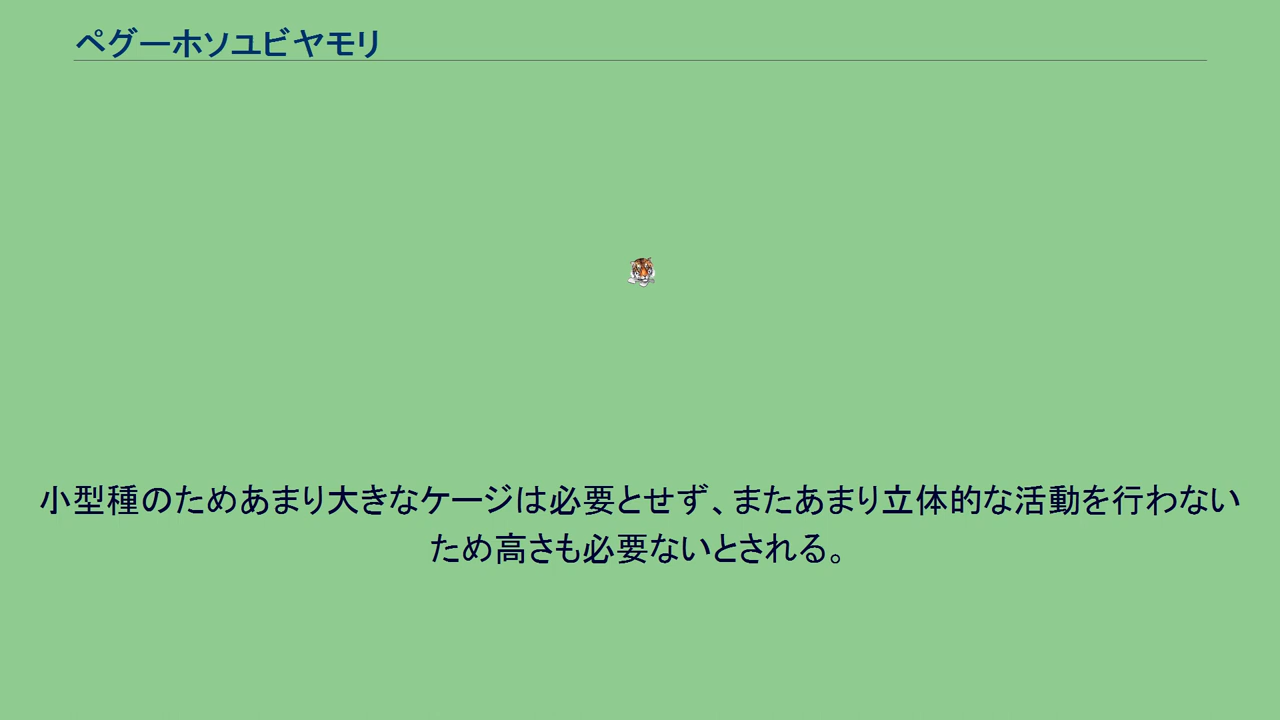 ペグーホソユビヤモリ
小型種のためあまり大きなケージは必要とせず、またあまり立体的な活動を行わない
ため高さも必要ないとされる。